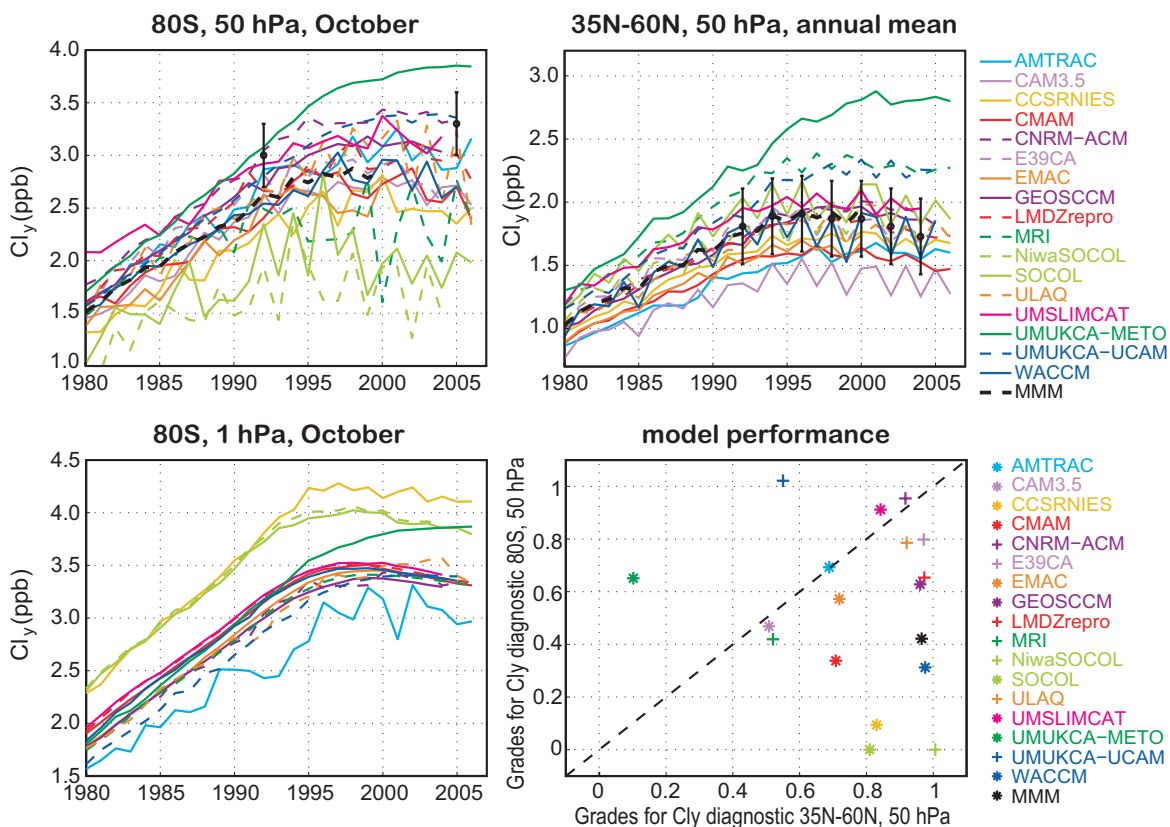 80S, 50 hPa, October
35N-60N, 50 hPa, annual mean
4.0
3.5
3.0
2.5
2.0
1.5
1.0
Cly (ppb)
1980 1985 1990 1995 2000 2005
3.0
2.5
2.0
1.5
1.0
Cly (ppb)
1980 1985 1990 1995 2000 2005
AMTRAC
CAM3.5
CCSRNIES
CMAM
CNRM-ACM
E39CA
EMAC
GEOSCCM
LMDZrepro
MRI
NiwaSOCOL
SOCOL
ULAQ
UMSLIMCAT
UMUKCA-METO
UMUKCA-UCAM
WACCM
MMM
80S, 1 hPa, October
model performance
4.5
4.0
3.5
3.0
2.5
2.0
1.5
Cly (ppb)
1980 1985 1990 1995 2000 2005
Grades for Cly diagnostic 80S, 50 hPa
1
0.8
0.6
0.4
0.2
0
0 0.2 0.4 0.6 0.8 1
Grades for Cly diagnostic 35N-60N, 50 hPa
AMTRAC
CAM3.5
CCSRNIES
CMAM
CNRM-ACM
E39CA
EMAC
GEOSCCM
LMDZrepro
MRI
NiwaSOCOL
SOCOL
ULAQ
UMSLIMCAT
UMUKCA-METO
UMUKCA-UCAM
WACCM
MMM